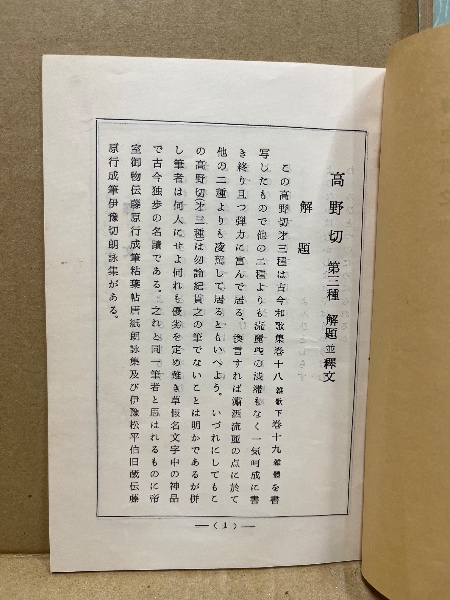 高野切 第三種 解題並釋文
解題
この高野切㐧三種は古今和歌集巻十八雑歌下巻十九雑體を書
写したもので他の二種よりも流麗些の渋滞もなく一気呵成に書
き終り且つ弾力に富んで居る、換言すれば瀟洒流麗の点に於て
他の二種よりも凌駕して居るともいへよう。いづれにしてもこ
の高野切(㐧三種)は勿論紀貫之の筆でないことは明かであるが併
し筆者は何人にせよ何れも優劣を定め難き草假名文字中の神品
で古今独歩の名蹟である。之れと同一筆者と思はれるものに帝
室御物伝藤原行成筆粘葉帖唐紙朗詠集及び伊豫松平伯旧蔵伝藤
原行成筆伊豫切朗詠集がある。
—(1)—